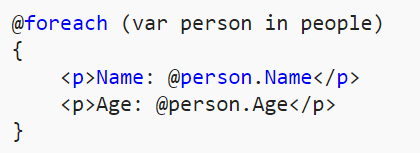 @foreach (var person in people)
{
    <p>Name: @person.Name</p>
    <p>Age: @person.Age</p>
}